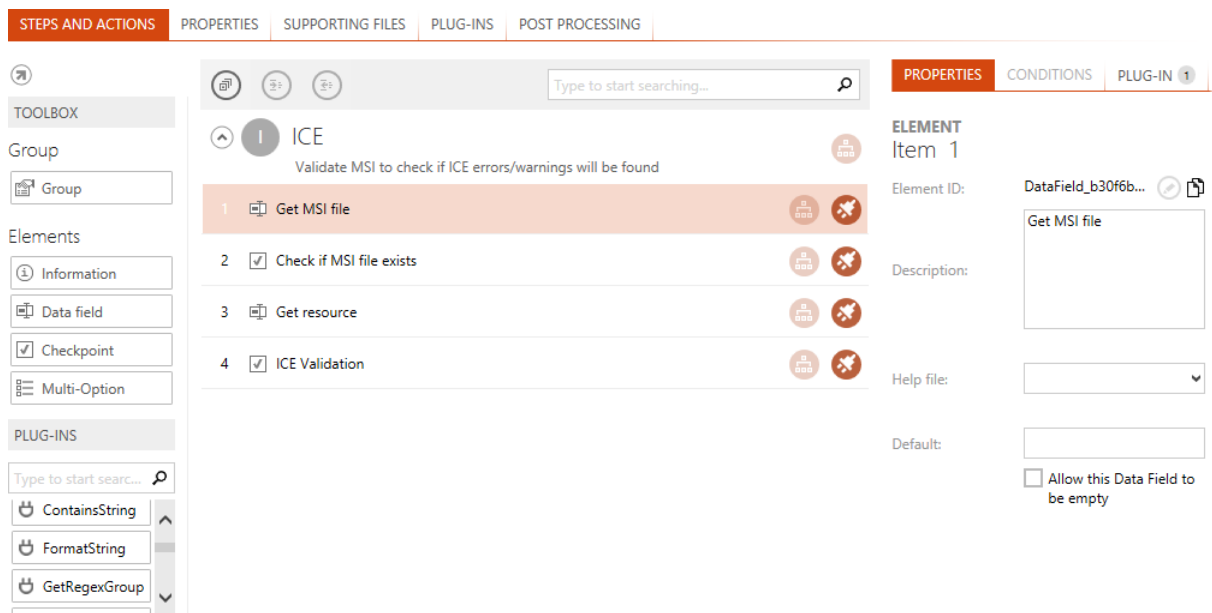 STEPS AND ACTIONS PROPERTIES SUPPORTING FILES PLUG-INS POST PROCESSING
TOOLBOX
Group
Group
Elements
Information
Data field
Checkpoint
Multi-Option
PLUG-INS
Type to start searc...
ContainsString
FormatString
GetRegexGroup
Type to start searching...
I ICE
Validate MSI to check if ICE errors/warnings will be found
1 Get MSI file
2 Check if MSI file exists
3 Get resource
4 ICE Validation
PROPERTIES CONDITIONS PLUG-IN 1
ELEMENT
Item 1
Element ID: DataField_b30f6b...
Get MSI file
Description:
Help file:
Default:
Allow this Data Field to
be empty